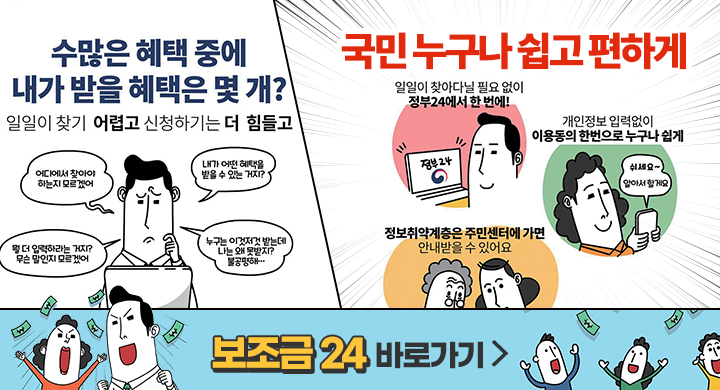 수많은 혜택 중에
내가 받을 혜택은 몇 개?
일일이 찾기 어렵고 신청하기는 더 힘들고
어디에서 찾아야
하는지 모르겠어
내가 어떤 혜택을
받을 수 있는 거지?
뭘 더 입력하라는 거지?
무슨 말인지 모르겠어
누구는 이것저것 받는데
나는 왜 못받지?
불공평해…
국민 누구나 쉽고 편하게
일일이 찾아다닐 필요 없이
정부24에서 한 번에!
정부24
개인정보 입력없이
이용동의 한번으로 누구나 쉽게
쉬세요~
알아서 할게요
정보취약계층은 주민센터에 가면
안내받을 수 있어요
보조금 24 바로가기 >